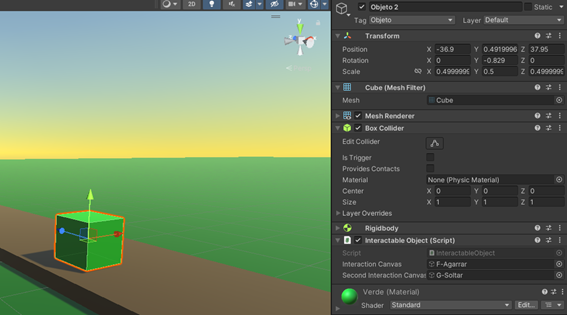 2D
y
Objeto 2
Static
Tag Objeto Layer Default
Transform
Position X -36.9 Y 0.4919996 Z 37.95
Rotation X 0 Y -0.829 Z 0
Scale X 0.4999999 Y 0.5 Z 0.4999999
Cube (Mesh Filter)
Mesh Cube
Mesh Renderer
Box Collider
Edit Collider
Is Trigger
Provides Contacts
Material None (Physic Material)
Center X 0 Y 0 Z 0
Size X 1 Y 1 Z 1
Layer Overrides
Rigidbody
Interactable Object (Script)
Script InteractableObject
Interaction Canvas F-Agarrar
Second Interaction Canvas G-Soltar
Verde (Material)
Shader Standard Edit...